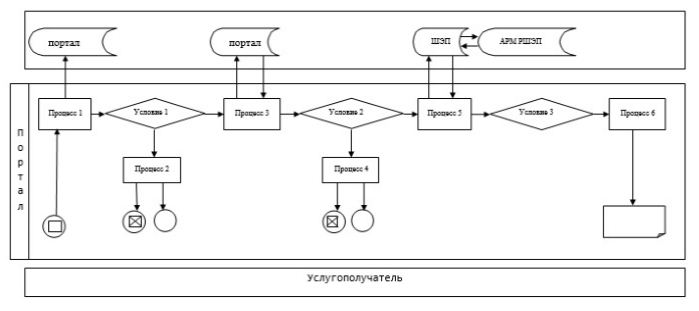 портал
портал
ШЭП
АРМ РШЭП
Портал
Процесс 1
Условие 1
Процесс 3
Условие 2
Процесс 5
Условие 3
Процесс 6
Процесс 2
Процесс 4
Услугополучатель